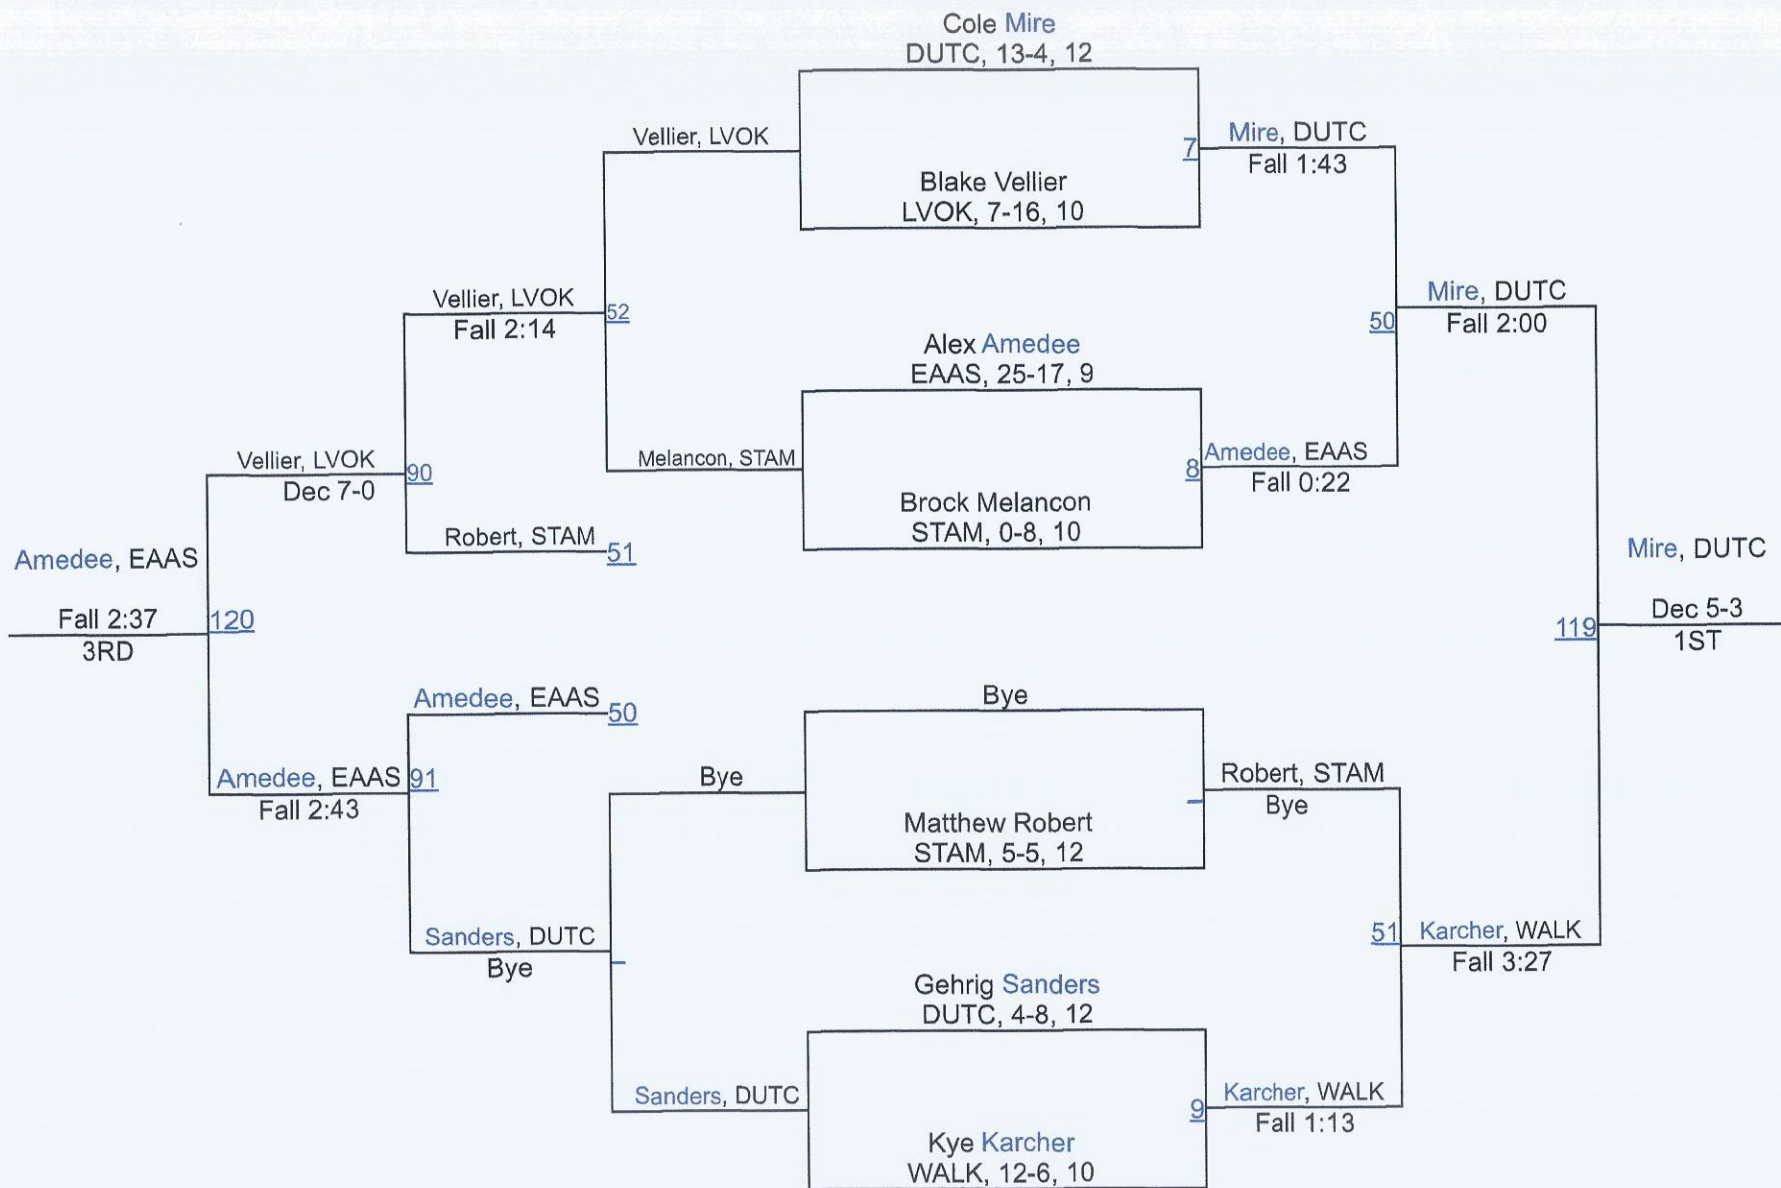 Cole Mire
DUTC, 13-4, 12
Vellier, LVOK
7
Mire, DUTC
Fall 1:43
Blake Vellier
LVOK, 7-16, 10
Vellier, LVOK
Fall 2:14
52
Mire, DUTC
Fall 2:00
50
Alex Amedee
EAAS, 25-17, 9
Vellier, LVOK
Dec 7-0
90
Melancon, STAM
8
Amedee, EAAS
Fall 0:22
Brock Melancon
STAM, 0-8, 10
Robert, STAM
51
Amedee, EAAS
Fall 2:37
3RD
120
Mire, DUTC
Dec 5-3
1ST
119
Amedee, EAAS
50
Bye
Amedee, EAAS
Fall 2:43
91
Bye
Robert, STAM
Bye
Matthew Robert
STAM, 5-5, 12
Sanders, DUTC
Bye
51
Karcher, WALK
Fall 3:27
Gehrig Sanders
DUTC, 4-8, 12
Sanders, DUTC
9
Karcher, WALK
Fall 1:13
Kye Karcher
WALK, 12-6, 10